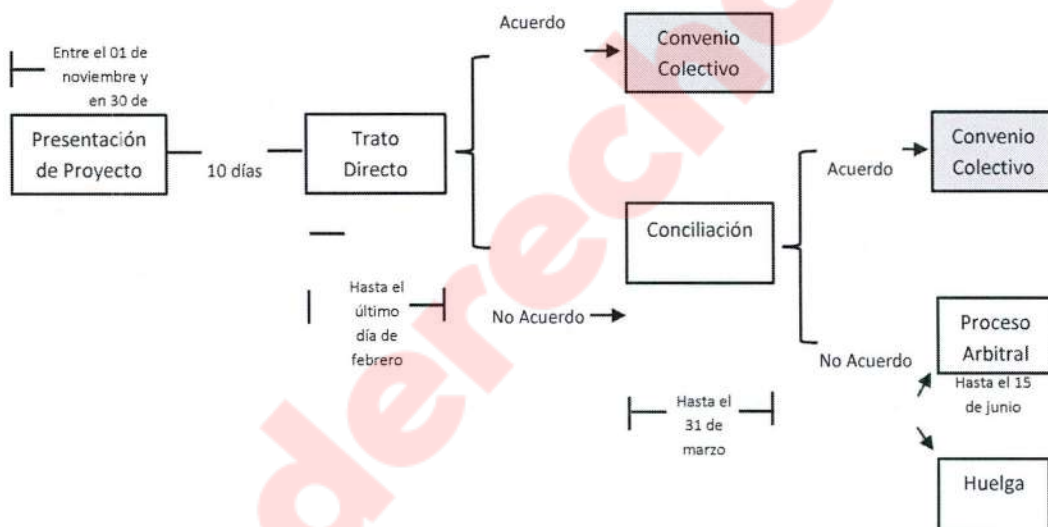 Acuerdo
Convenio
Colectivo
Entre el 01 de
noviembre y
en 30 de
Presentación
de Proyecto
10 días
Trato
Directo
Acuerdo
Convenio
Colectivo
Conciliación
Hasta el
último
día de
febrero
No Acuerdo
No Acuerdo
Proceso
Arbitral
Hasta el 15
de junio
Hasta el
31 de
marzo
Huelga
derecho